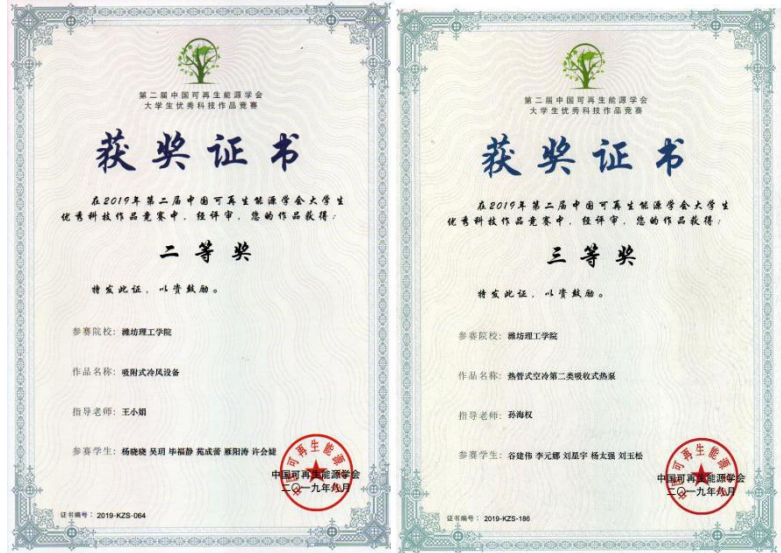 第二届中国可再生能源学会
大学生优秀科技作品竞赛
获奖证书
在2019年第二届中国可再生能源学会大学生
优秀科技作品竞赛中，经评审，您的作品获得：
二等奖
特发此证，以资鼓励。
参赛院校：潍坊理工学院
作品名称：吸附式冷风设备
指导老师：王小娟
参赛学生：杨晓晓 吴玥 毕福静 苑成蕾 雁阳涛 许会婕
中国可再生能源学会
二〇一九年八月
证书编号：2019-KZS-064
第二届中国可再生能源学会
大学生优秀科技作品竞赛
获奖证书
在2019年第二届中国可再生能源学会大学生
优秀科技作品竞赛中，经评审，您的作品获得：
三等奖
特发此证，以资鼓励。
参赛院校：潍坊理工学院
作品名称：热管式空冷第二类吸收式热泵
指导老师：孙海权
参赛学生：谷建伟 李元娜 刘星宇 杨太强 刘玉松
中国可再生能源学会
二〇一九年八月
证书编号：2019-KZS-186